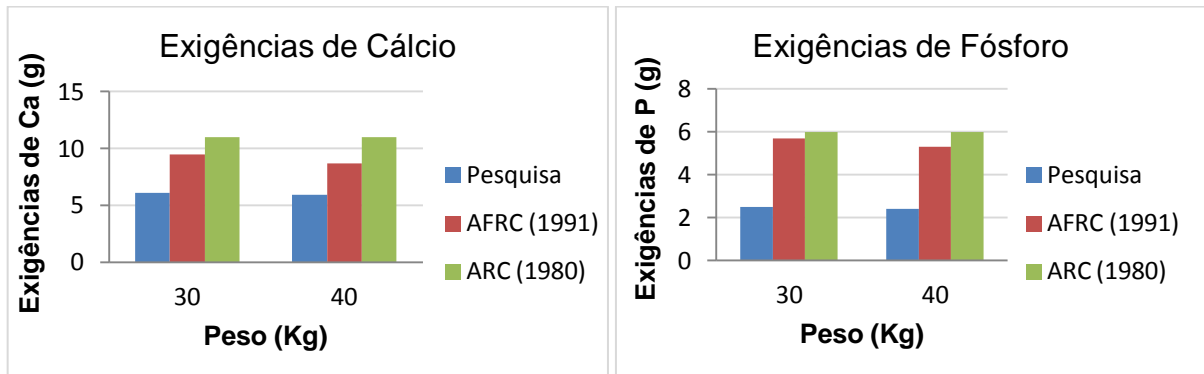 Exigências de Cálcio
Exigências de Ca (g)
15
10
5
0
30
40
Peso (Kg)
Pesquisa
AFRC (1991)
ARC (1980)
Exigências de Fósforo
Exigências de P (g)
8
6
4
2
0
30
40
Peso (Kg)
Pesquisa
AFRC (1991)
ARC (1980)